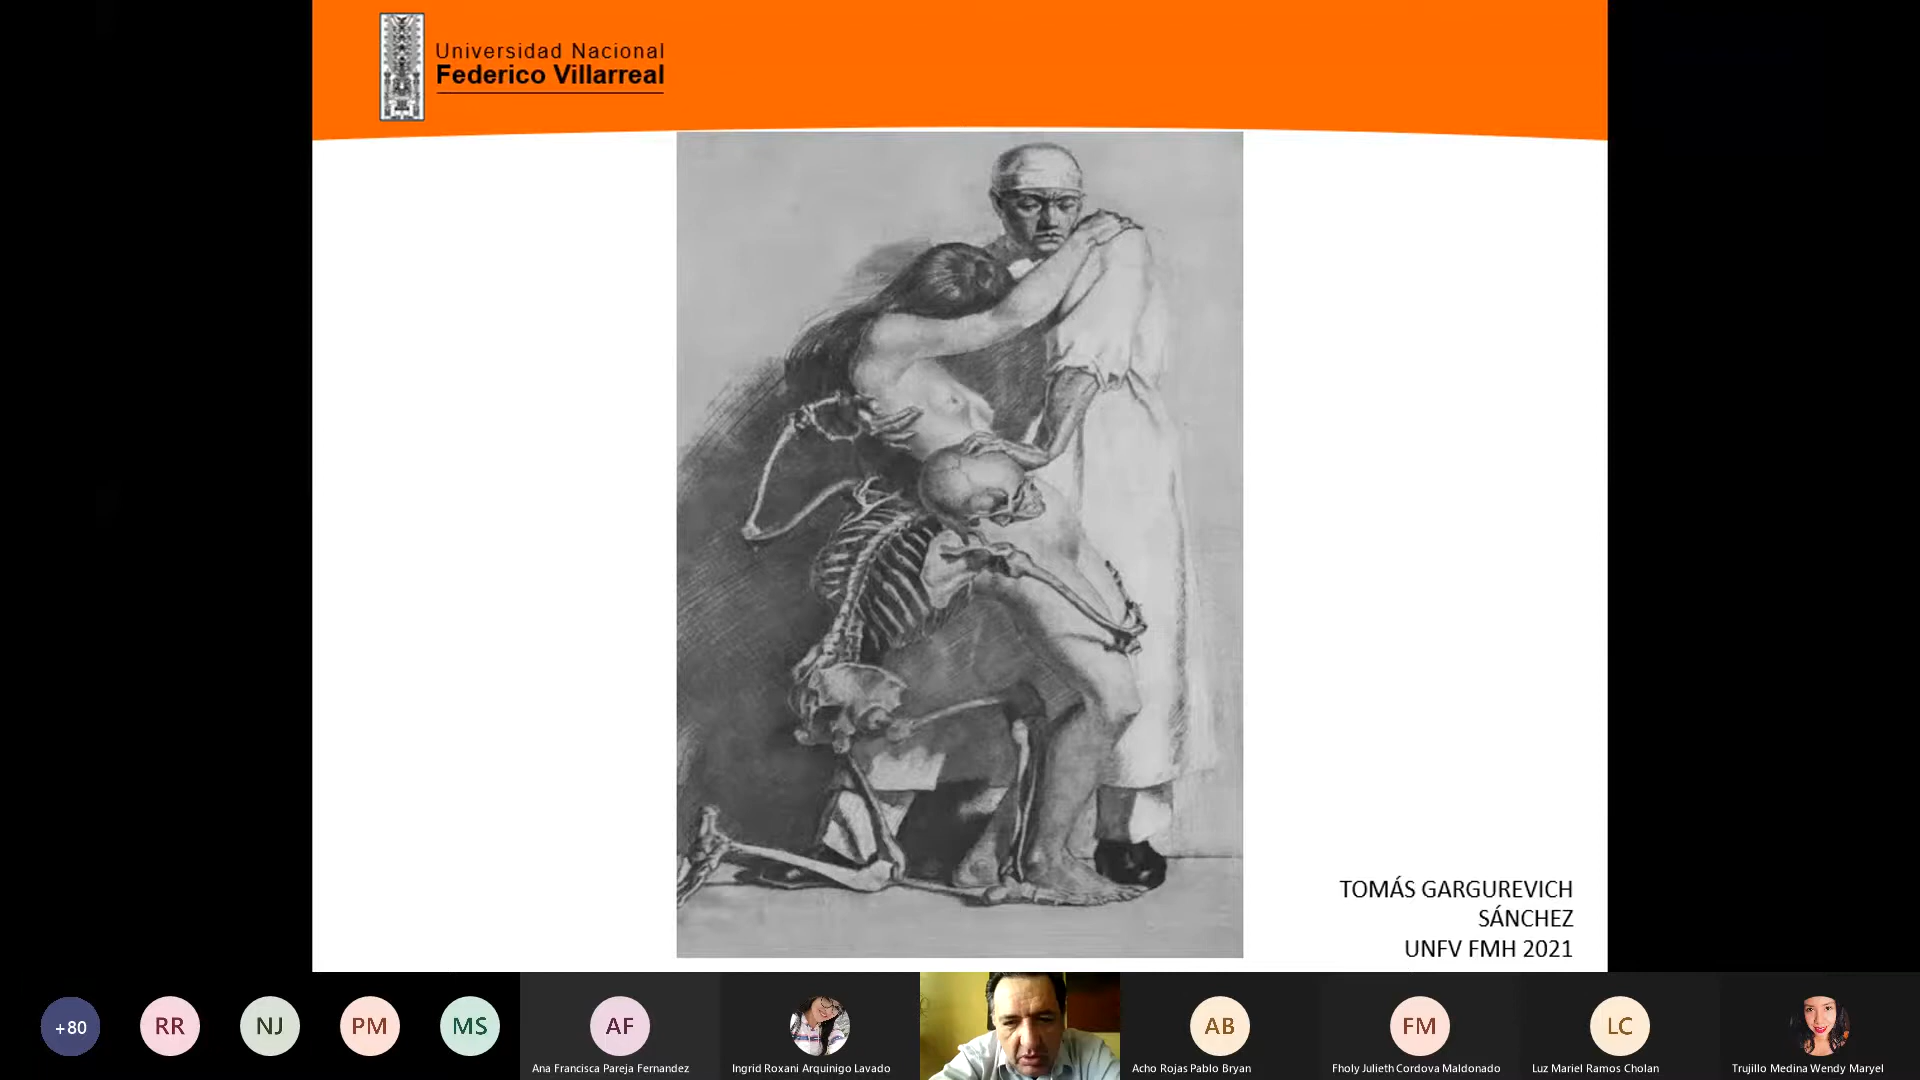 Universidad Nacional
Federico Villarreal
TOMÁS GARGUREVICH
SÁNCHEZ
UNFV FMH 2021
+80
RR
NJ
PM
MS
AF
AB
FM
LC
Ana Francisca Pareja Fernandez
Ingrid Roxani Arquinigo Lavado
Acho Rojas Pablo Bryan
Fholy Julieth Cordova Maldonado
Luz Mariel Ramos Cholan
Trujillo Medina Wendy Maryel